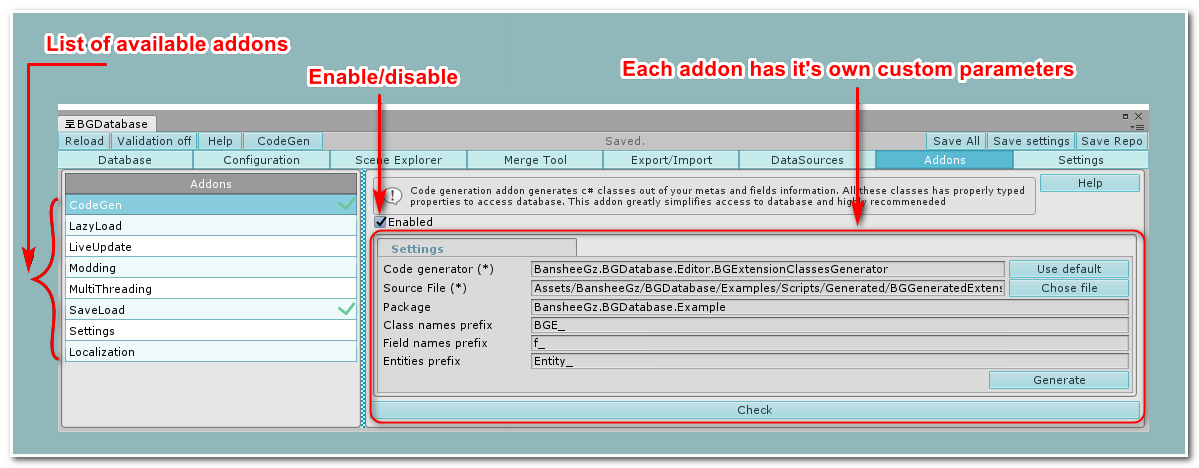 List of available addons
Enable/disable
Each addon has it's own custom parameters
BGDatabase
Reload Validation off Help CodeGen Saved. Save All Save settings Save Repo
Database Configuration Scene Explorer Merge Tool Export/Import DataSources Addons Settings
Addons
CodeGen
LazyLoad
LiveUpdate
Modding
MultiThreading
SaveLoad
Settings
Localization
Help
Code generation addon generates c# classes out of your metas and fields information. All these classes has properly typed
properties to access database. This addon greatly simplifies access to database and highly recommeneded
Enabled
Settings
Code generator (*) BansheeGz.BGDatabase.Editor.BGExtensionClassesGenerator Use default
Source File (*) Assets/BansheeGz/BGDatabase/Examples/Scripts/Generated/BGGeneratedExtens Chose file
Package BansheeGz.BGDatabase.Example
Class names prefix BGE_
Field names prefix f_
Entities prefix Entity_
Generate
Check